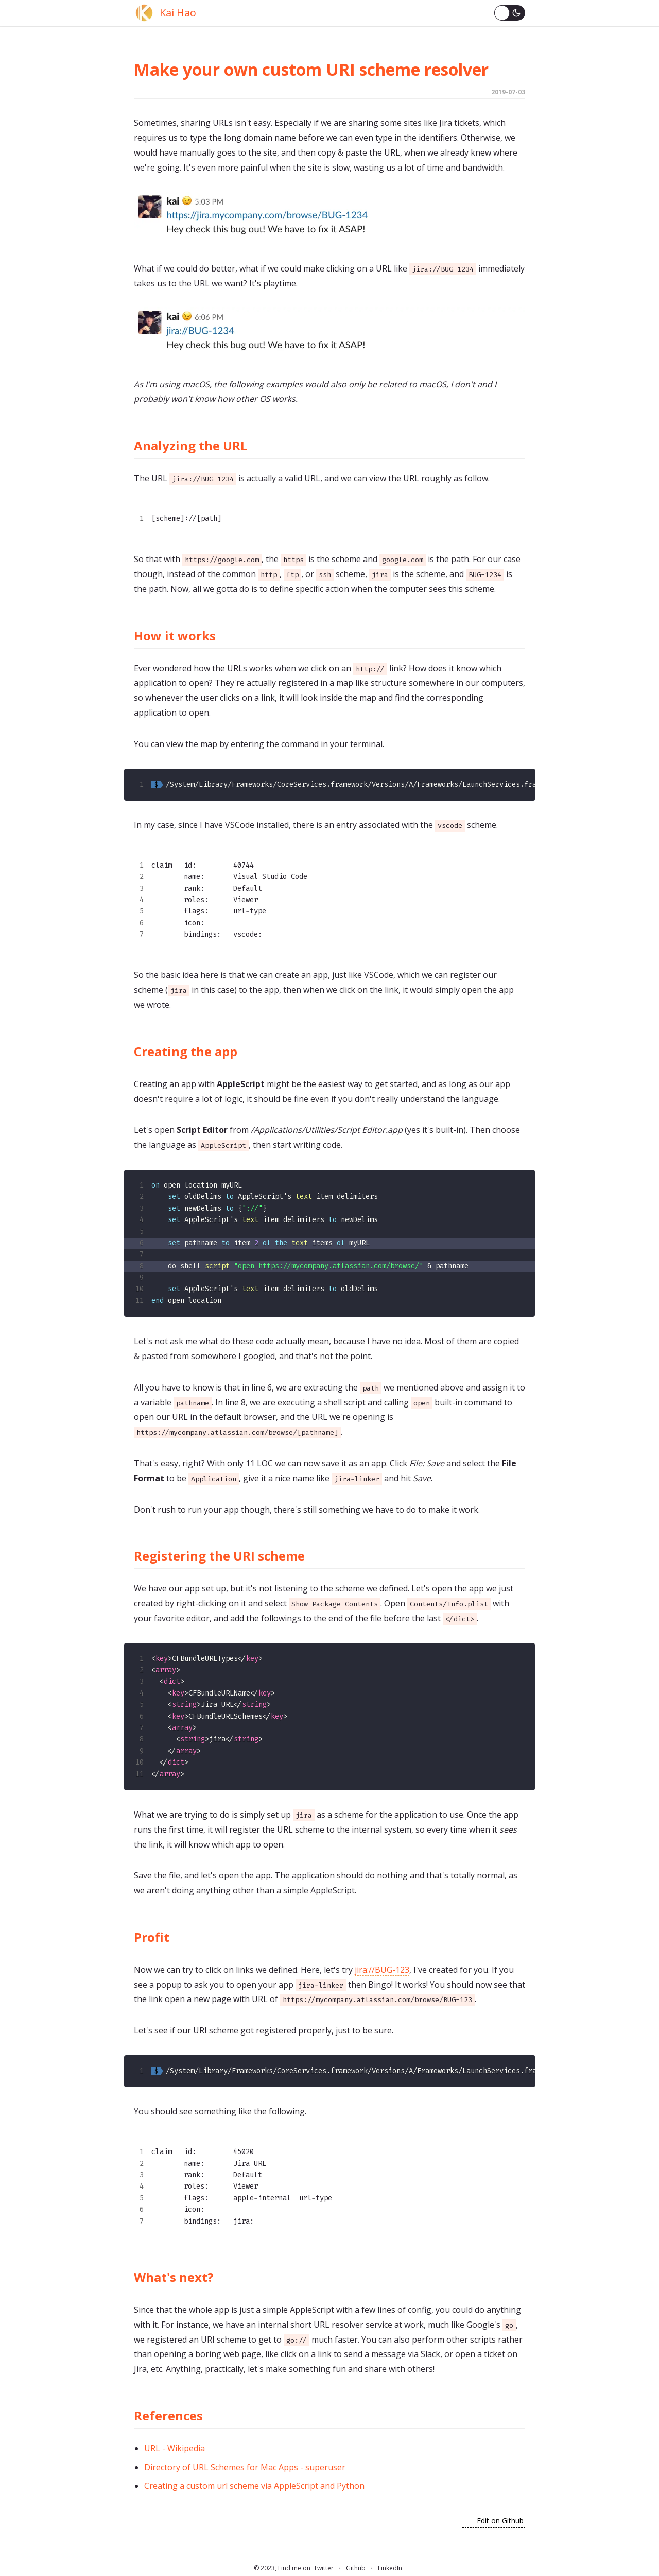 Kai Hao
Make your own custom URI scheme resolver
2019-07-03
Sometimes, sharing URLs isn't easy. Especially if we are sharing some sites like Jira tickets, which
requires us to type the long domain name before we can even type in the identifiers. Otherwise, we
would have manually goes to the site, and then copy & paste the URL, when we already knew where
we're going. It's even more painful when the site is slow, wasting us a lot of time and bandwidth.
kai 😉 5:03 PM
https://jira.mycompany.com/browse/BUG-1234
Hey check this bug out! We have to fix it ASAP!
What if we could do better, what if we could make clicking on a URL like jira://BUG-1234 immediately
takes us to the URL we want? It's playtime.
kai 😉 6:06 PM
jira://BUG-1234
Hey check this bug out! We have to fix it ASAP!
As I'm using macOS, the following examples would also only be related to macOS, I don't and I
probably won't know how other OS works.
Analyzing the URL
The URL jira://BUG-1234 is actually a valid URL, and we can view the URL roughly as follow.
1 [scheme]://[path]
So that with https://google.com, the https is the scheme and google.com is the path. For our case
though, instead of the common http, ftp, or ssh scheme, jira is the scheme, and BUG-1234 is
the path. Now, all we gotta do is to define specific action when the computer sees this scheme.
How it works
Ever wondered how the URLs works when we click on an http:// link? How does it know which
application to open? They're actually registered in a map like structure somewhere in our computers,
so whenever the user clicks on a link, it will look inside the map and find the corresponding
application to open.
You can view the map by entering the command in your terminal.
1 /System/Library/Frameworks/CoreServices.framework/Versions/A/Frameworks/LaunchServices.fra
In my case, since I have VSCode installed, there is an entry associated with the vscode scheme.
1 claim id: 40744
2 name: Visual Studio Code
3 rank: Default
4 roles: Viewer
5 flags: url-type
6 icon:
7 bindings: vscode:
So the basic idea here is that we can create an app, just like VSCode, which we can register our
scheme (jira in this case) to the app, then when we click on the link, it would simply open the app
we wrote.
Creating the app
Creating an app with AppleScript might be the easiest way to get started, and as long as our app
doesn't require a lot of logic, it should be fine even if you don't really understand the language.
Let's open Script Editor from /Applications/Utilities/Script Editor.app (yes it's built-in). Then choose
the language as AppleScript, then start writing code.
1 on open location myURL
2 set oldDelims to AppleScript's text item delimiters
3 set newDelims to {"://"}
4 set AppleScript's text item delimiters to newDelims
5
6 set pathname to item 2 of the text items of myURL
7
8 do shell script "open https://mycompany.atlassian.com/browse/" & pathname
9
10 set AppleScript's text item delimiters to oldDelims
11 end open location
Let's not ask me what do these code actually mean, because I have no idea. Most of them are copied
& pasted from somewhere I googled, and that's not the point.
All you have to know is that in line 6, we are extracting the path we mentioned above and assign it to
a variable pathname. In line 8, we are executing a shell script and calling open built-in command to
open our URL in the default browser, and the URL we're opening is
https://mycompany.atlassian.com/browse/[pathname].
That's easy, right? With only 11 LOC we can now save it as an app. Click File: Save and select the File
Format to be Application, give it a nice name like jira-linker and hit Save.
Don't rush to run your app though, there's still something we have to do to make it work.
Registering the URI scheme
We have our app set up, but it's not listening to the scheme we defined. Let's open the app we just
created by right-clicking on it and select Show Package Contents. Open Contents/Info.plist with
your favorite editor, and add the followings to the end of the file before the last </dict>.
1 <key>CFBundleURLTypes</key>
2 <array>
3 <dict>
4 <key>CFBundleURLName</key>
5 <string>Jira URL</string>
6 <key>CFBundleURLSchemes</key>
7 <array>
8 <string>jira</string>
9 </array>
10 </dict>
11 </array>
What we are trying to do is simply set up jira as a scheme for the application to use. Once the app
runs the first time, it will register the URL scheme to the internal system, so every time when it sees
the link, it will know which app to open.
Save the file, and let's open the app. The application should do nothing and that's totally normal, as
we aren't doing anything other than a simple AppleScript.
Profit
Now we can try to click on links we defined. Here, let's try jira://BUG-123, I've created for you. If you
see a popup to ask you to open your app jira-linker then Bingo! It works! You should now see that
the link open a new page with URL of https://mycompany.atlassian.com/browse/BUG-123.
Let's see if our URI scheme got registered properly, just to be sure.
1 /System/Library/Frameworks/CoreServices.framework/Versions/A/Frameworks/LaunchServices.fra
You should see something like the following.
1 claim id: 45020
2 name: Jira URL
3 rank: Default
4 roles: Viewer
5 flags: apple-internal url-type
6 icon:
7 bindings: jira:
What's next?
Since that the whole app is just a simple AppleScript with a few lines of config, you could do anything
with it. For instance, we have an internal short URL resolver service at work, much like Google's go,
we registered an URI scheme to get to go:// much faster. You can also perform other scripts rather
than opening a boring web page, like click on a link to send a message via Slack, or open a ticket on
Jira, etc. Anything, practically, let's make something fun and share with others!
References
URL - Wikipedia
Directory of URL Schemes for Mac Apps - superuser
Creating a custom url scheme via AppleScript and Python
Edit on Github
© 2023, Find me on Twitter · Github · LinkedIn